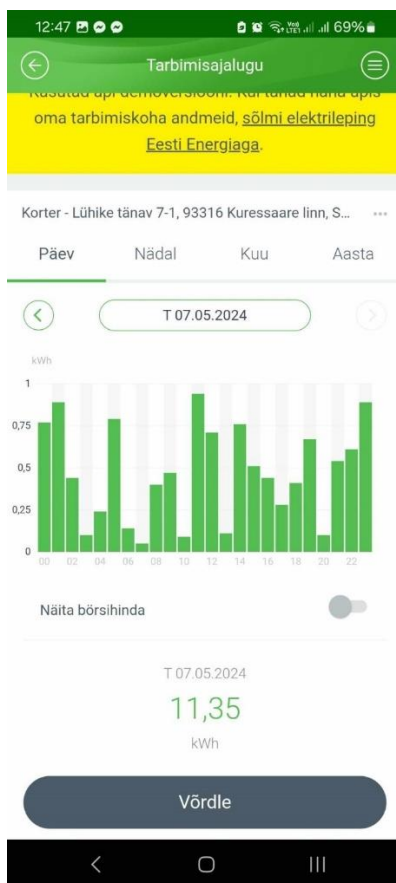 12:47 69%
Tarbimisajalugu
oma tarbimiskoha andmeid, sõlmi elektrileping
Eesti Energiaga.
Korter - Lühike tänav 7-1, 93316 Kuressaare linn, S... ...
Päev Nädal Kuu Aasta
T 07.05.2024
kWh
1
0,75
0,5
0,25
0
00 02 04 06 08 10 12 14 16 18 20 22
Näita börsihinda
T 07.05.2024
11,35
kWh
Võrdle